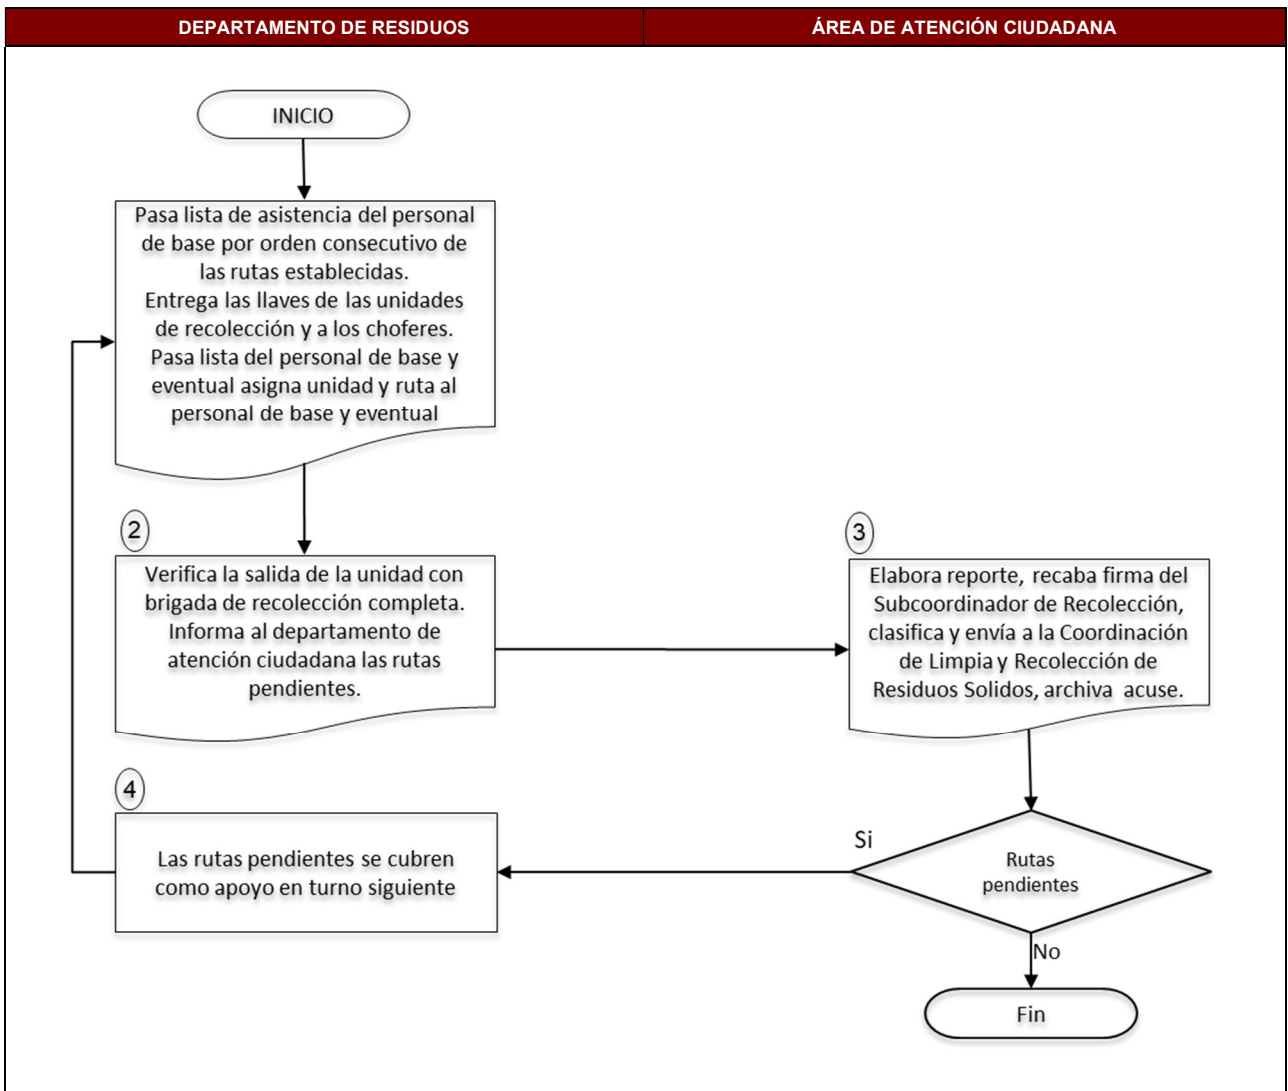 DEPARTAMENTO DE RESIDUOS
ÁREA DE ATENCIÓN CIUDADANA
INICIO
Pasa lista de asistencia del personal
de base por orden consecutivo de
las rutas establecidas.
Entrega las llaves de las unidades
de recolección y a los choferes.
Pasa lista del personal de base y
eventual asigna unidad y ruta al
personal de base y eventual
2
Verifica la salida de la unidad con
brigada de recolección completa.
Informa al departamento de
atención ciudadana las rutas
pendientes.
3
Elabora reporte, recaba firma del
Subcoordinador de Recolección,
clasifica y envía a la Coordinación
de Limpia y Recolección de
Residuos Solidos, archiva acuse.
4
Las rutas pendientes se cubren
como apoyo en turno siguiente
Si
Rutas
pendientes
No
Fin